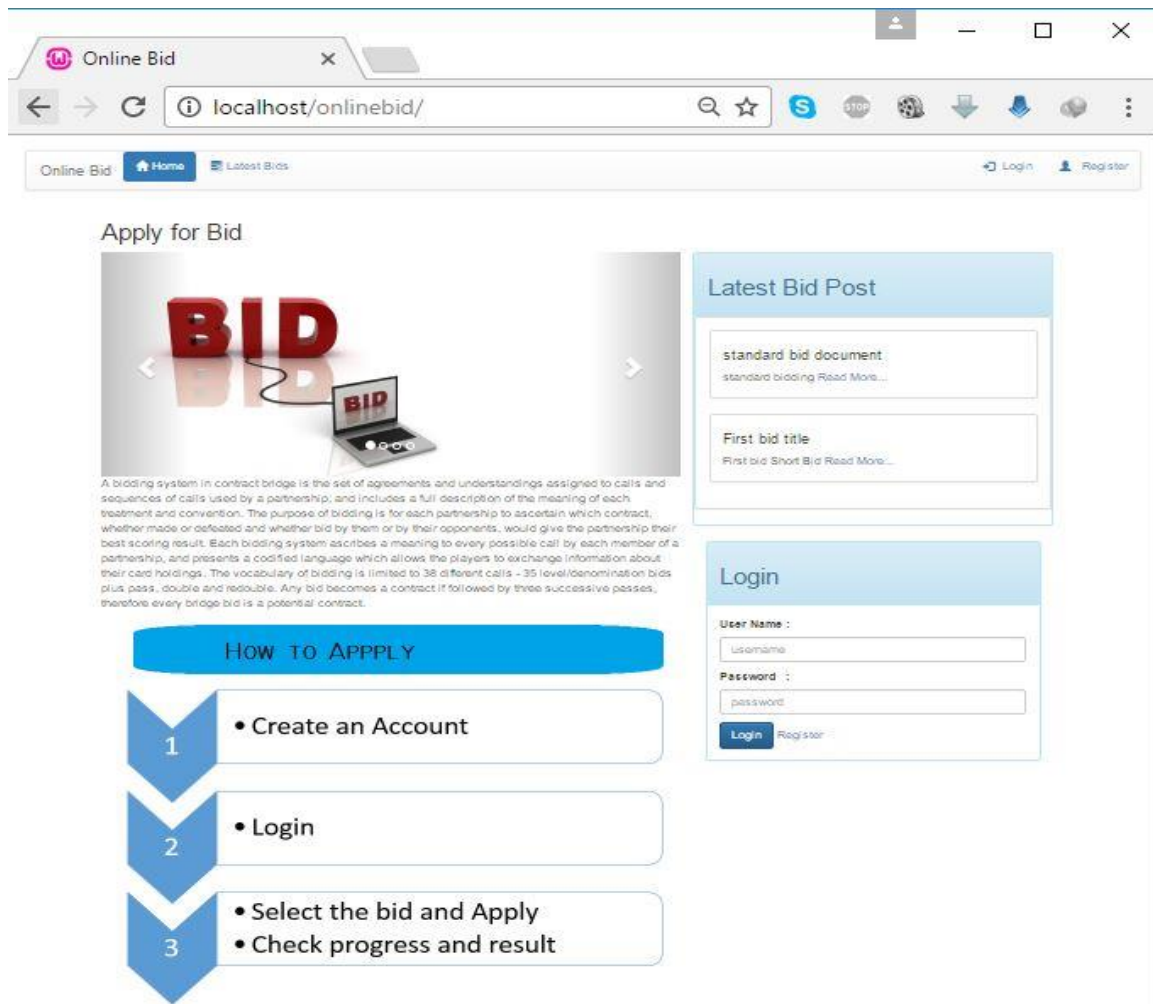 Online Bid
localhost/onlinebid/
STOP
Online Bid
Home
Latest Bids
Login
Register
Apply for Bid
BID
BID
A bidding system in contract bridge is the set of agreements and understandings assigned to calls and
sequences of calls used by a partnership, and includes a full description of the meaning of each
treatment and convention. The purpose of bidding is for each partnership to ascertain which contract,
whether made or defeated and whether bid by them or by their opponents, would give the partnership their
best scoring result. Each bidding system ascribes a meaning to every possible call by each member of a
partnership, and presents a codified language which allows the players to exchange information about
their card holdings. The vocabulary of bidding is limited to 38 different calls - 35 level/denomination bids
plus pass, double and redouble. Any bid becomes a contract if followed by three successive passes,
therefore every bridge bid is a potential contract.
How to Appply
1
• Create an Account
2
• Login
3
• Select the bid and Apply
• Check progress and result
Latest Bid Post
standard bid document
standard bidding Read More...
First bid title
First bid Short Bid Read More...
Login
User Name :
username
Password :
password
Login Register